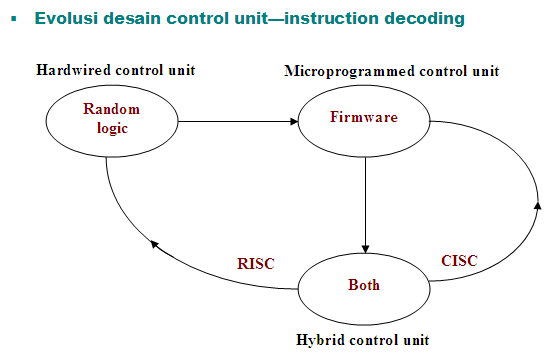 ▪ Evolusi desain control unit—instruction decoding
Hardwired control unit
Microprogrammed control unit
Random
logic
Firmware
RISC
CISC
Both
Hybrid control unit